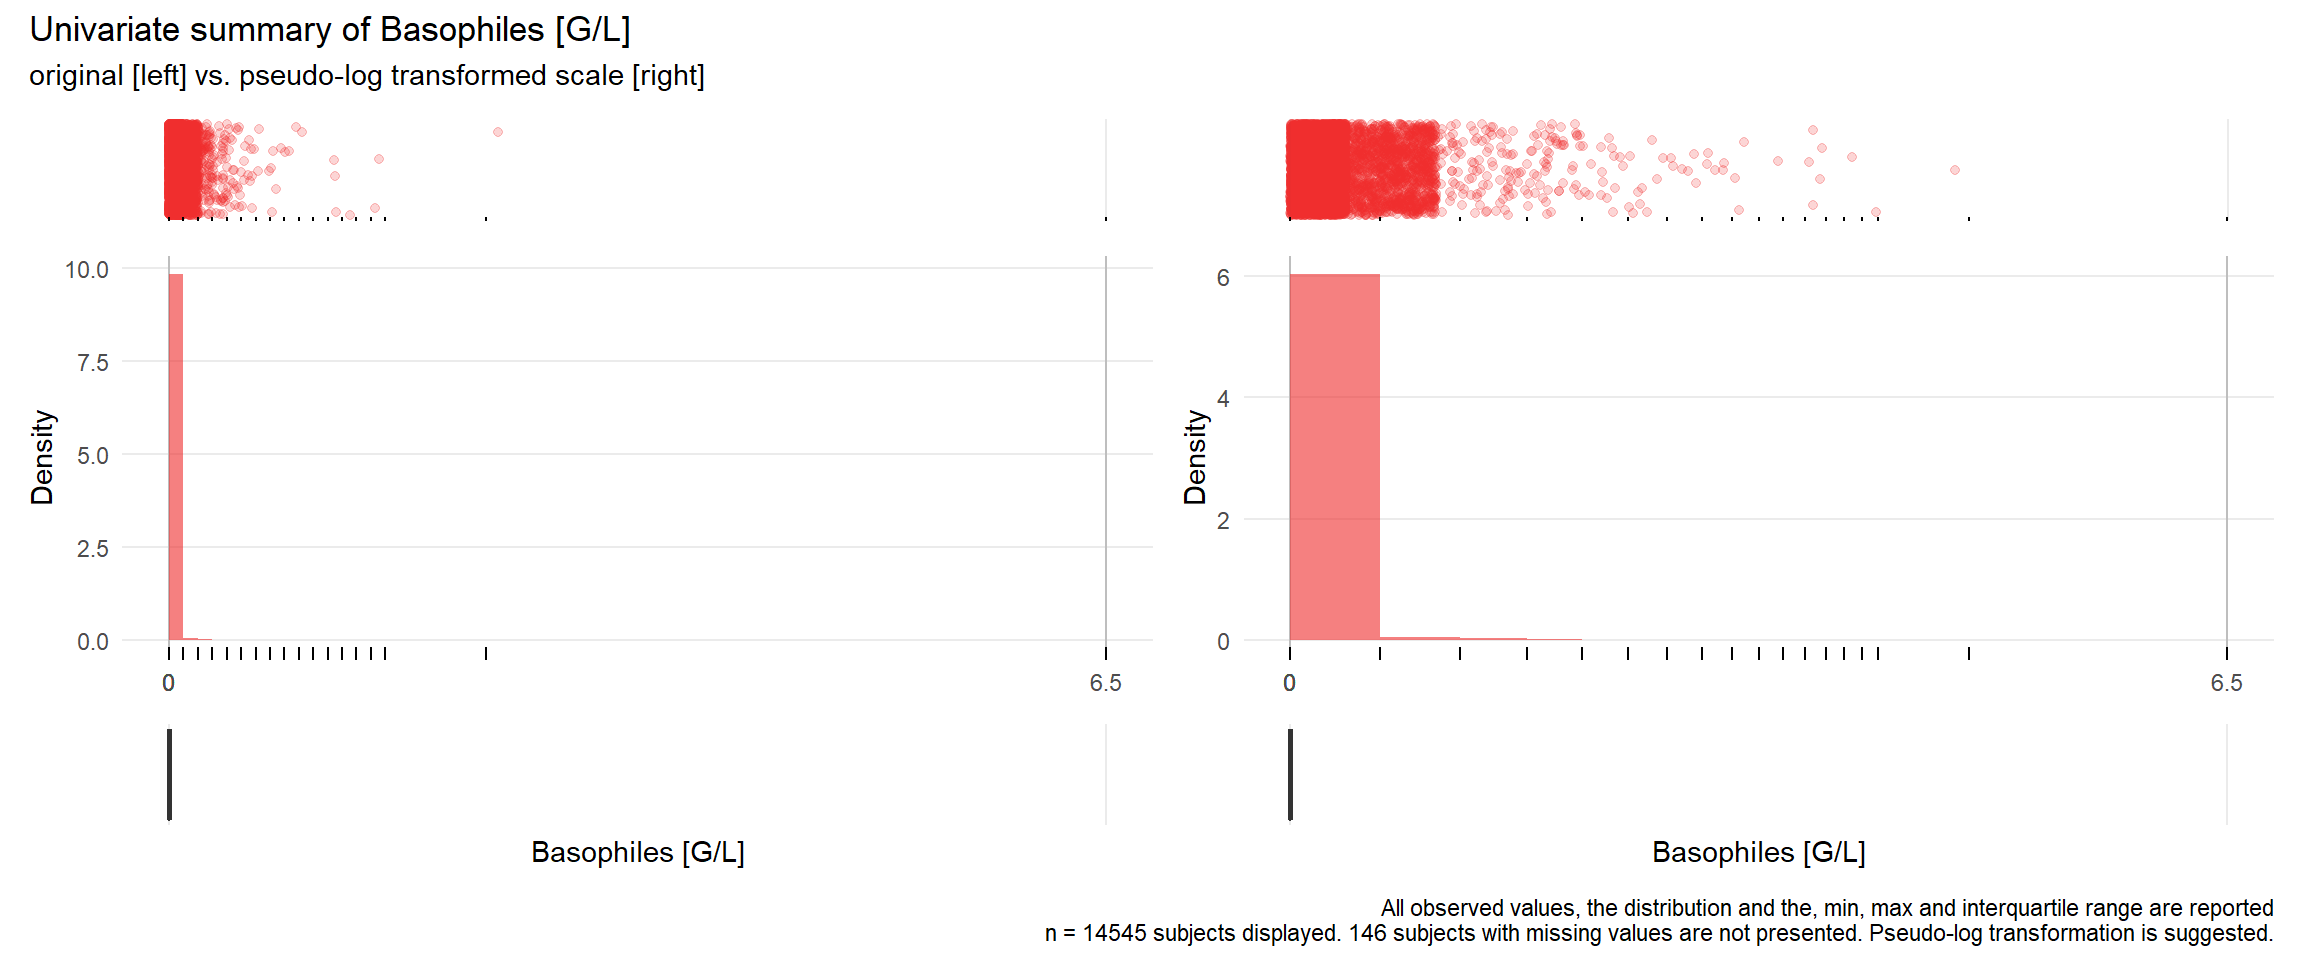 Univariate summary of Basophiles [G/L]
original [left] vs. pseudo-log transformed scale [right]
Density
10.0
7.5
5.0
2.5
0.0
0
6.5
Basophiles [G/L]
Density
6
4
2
0
0
6.5
Basophiles [G/L]
All observed values, the distribution and the, min, max and interquartile range are reported
n = 14545 subjects displayed. 146 subjects with missing values are not presented. Pseudo-log transformation is suggested.